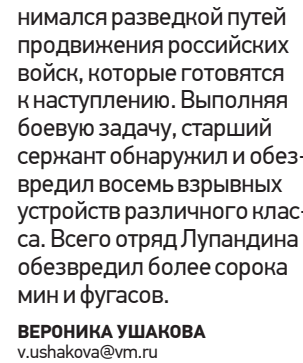 нимался разведкой путей
продвижения российских
войск, которые готовятся
к наступлению. Выполняя
боевую задачу, старший
сержант обнаружил и обез-
вредил восемь взрывных
устройств различного клас-
са. Всего отряд Лупандина
обезвредил более сорока
мин и фугасов.
ВЕРОНИКА УШАКОВА
v.ushakova@vm.ru